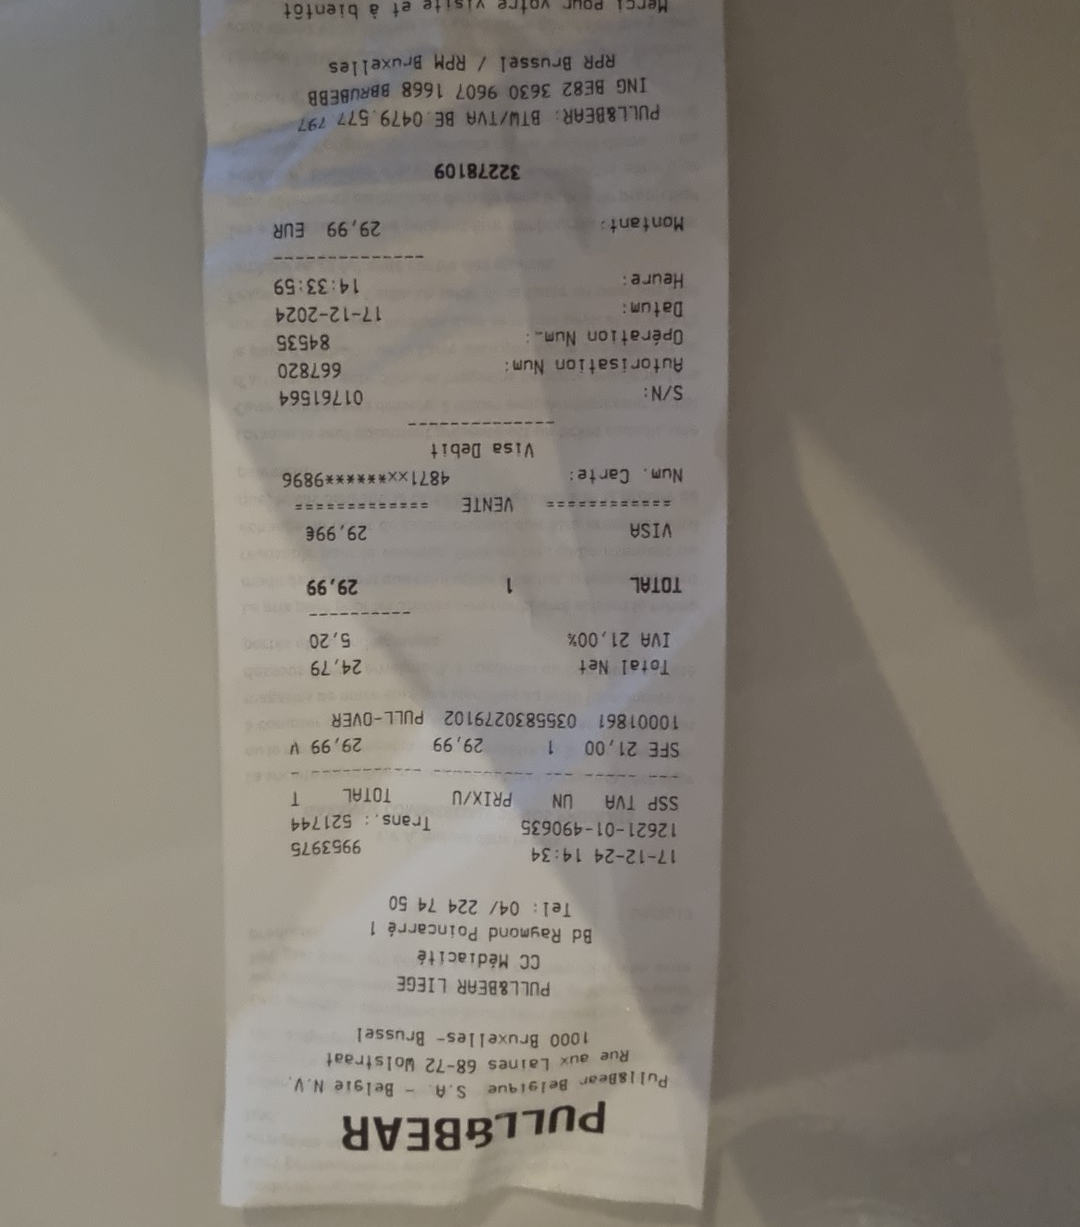 PULL&BEAR
Pull&Bear Belgique S.A. - Belgie N.V.
Rue aux Laines 68-72 Wolstraat
1000 Bruxelles- Brussel
PULL&BEAR LIEGE
CC Médiacité
Bd Raymond Poincarré 1
Tel: 04/ 224 74 50
17-12-24 14:34 9953975
12621-01-490635 Trans.: 521744
SSP TVA UN PRIX/U TOTAL T
--- ----- --- ---------- ---------- -
SFE 21,00 1 29,99 29,99 V
10001861 0355830279102 PULL-OVER
Total Net 24,79
IVA 21,00% 5,20
----------
TOTAL 1 29,99
VISA 29,99€
============ VENTE =============
Num. Carte: 4871xx*******9896
Visa Debit
--------------
S/N: 01761564
Autorisation Num: 667820
Opération Num.: 84535
Datum: 17-12-2024
Heure: 14:33:59
---------------
Montant: 29,99 EUR
32278109
PULL&BEAR: BTW/TVA BE 0479.577 797
ING BE82 3630 9607 1668 BBRUBEBB
RPR Brussel / RPM Bruxelles
Merci pour votre visite et à bientôt